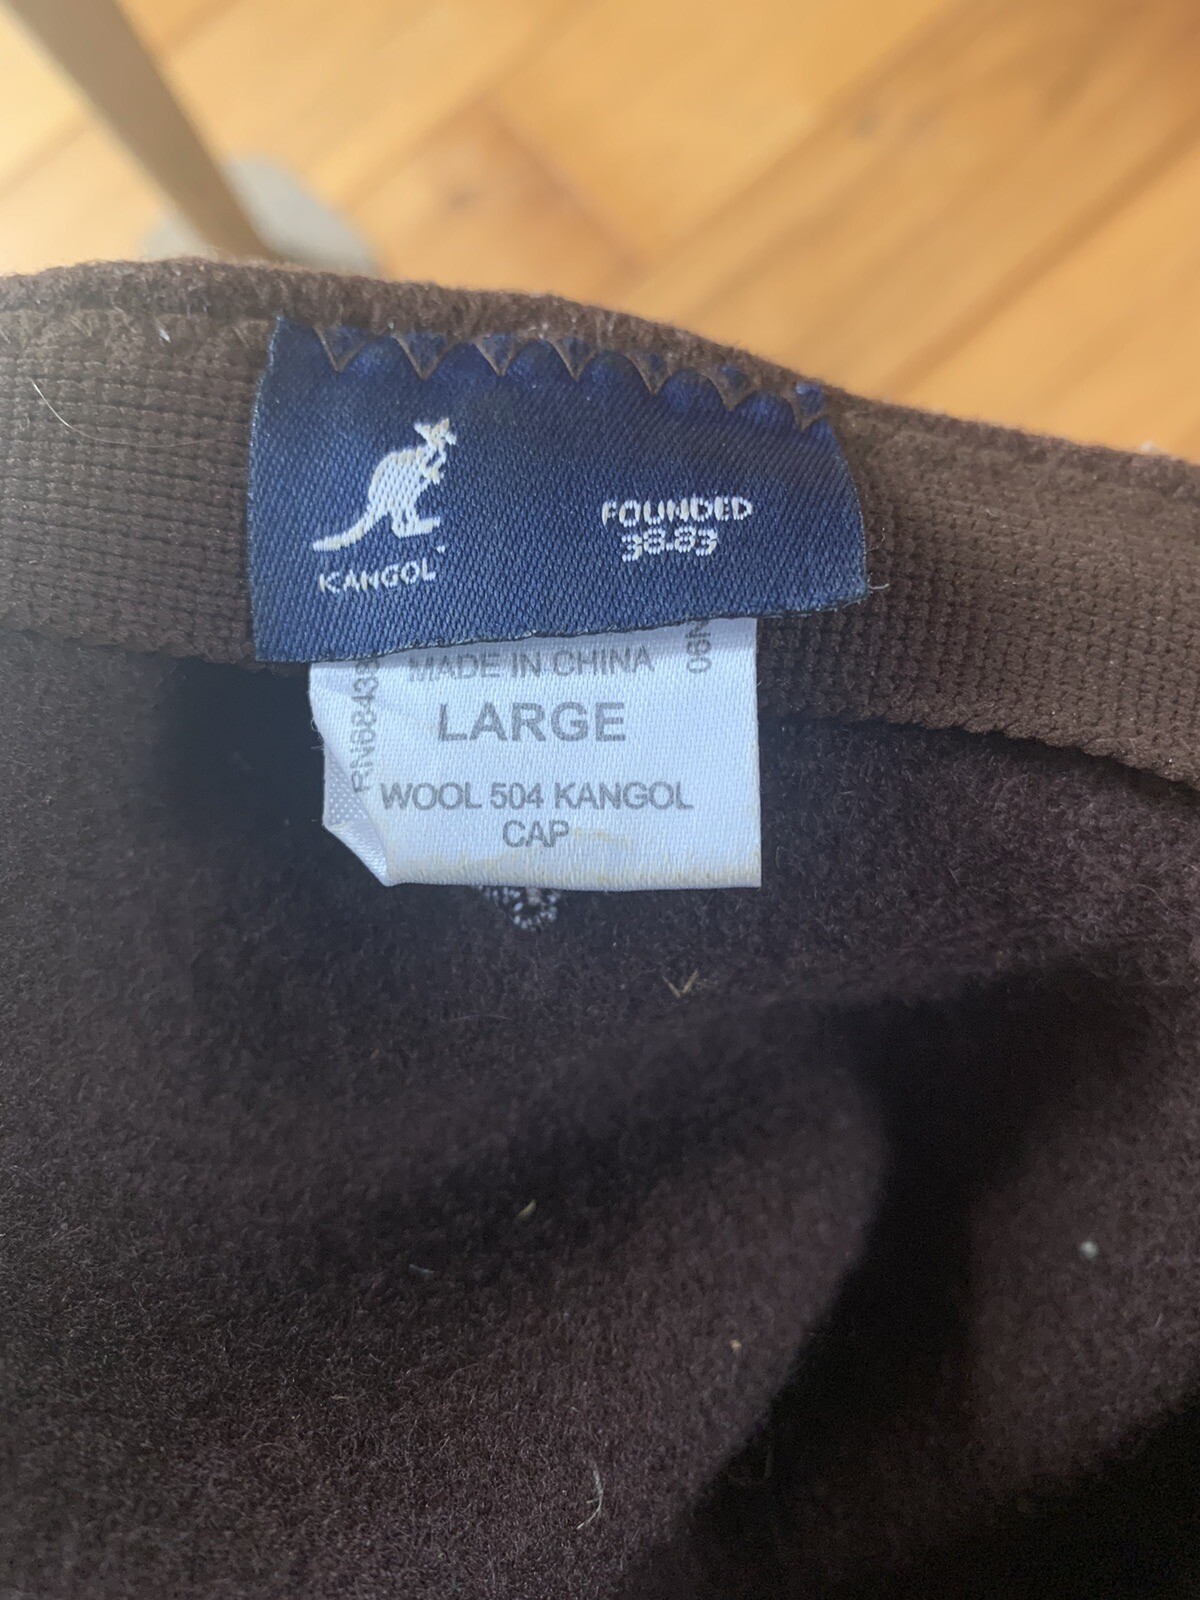 KANGOL
FOUNDED
38.83
MADE IN CHINA
LARGE
WOOL 504 KANGOL
CAP